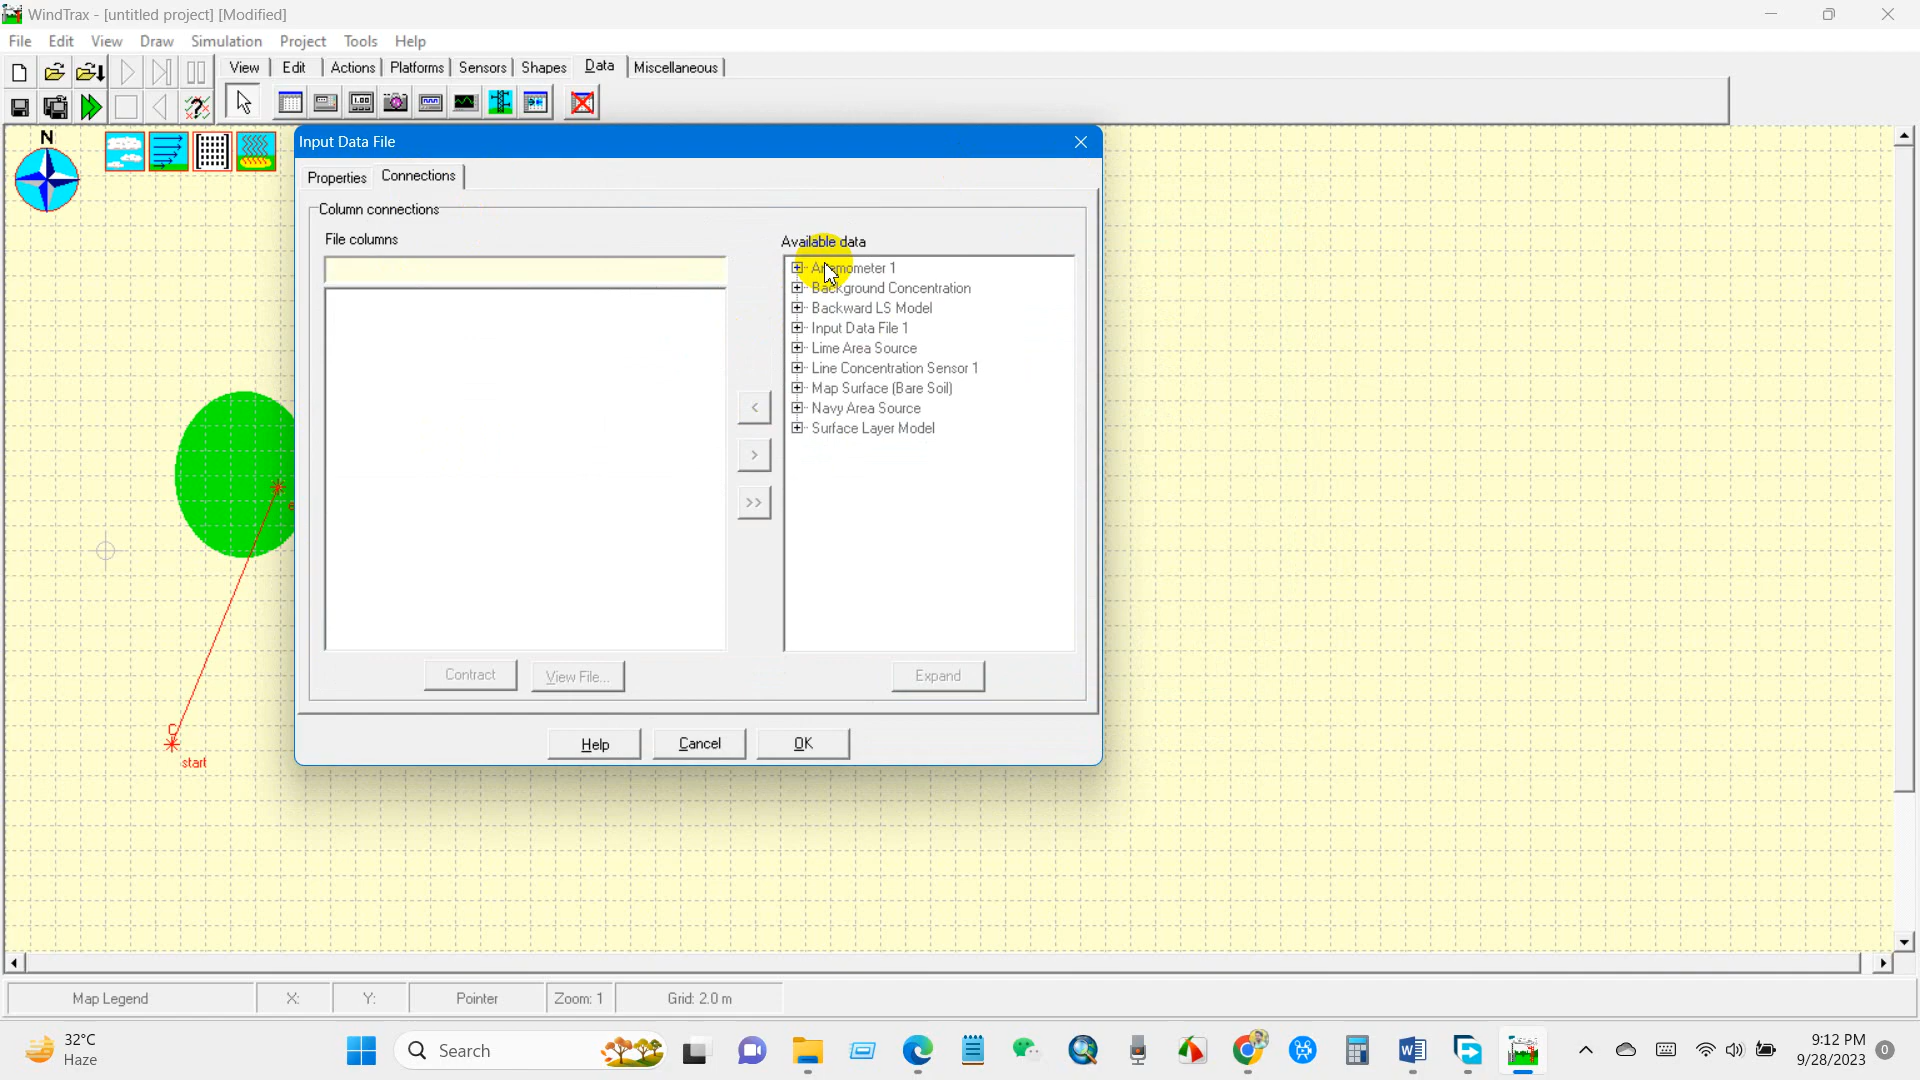 WindTrax - [untitled project] [Modified]
File Edit View Draw Simulation Project Tools Help
View Edit Actions Platforms Sensors Shapes Data Miscellaneous
N
Input Data File
Properties Connections
Column connections
File columns
Available data
Anemometer 1
Background Concentration
Backward LS Model
Input Data File 1
Lime Area Source
Line Concentration Sensor 1
Map Surface (Bare Soil)
Navy Area Source
Surface Layer Model
<
>
>>
Contract View File... Expand
Help Cancel OK
C
start
Map Legend X: Y: Pointer Zoom: 1 Grid: 2.0 m
32°C
Haze
Search
9:12 PM
9/28/2023
0